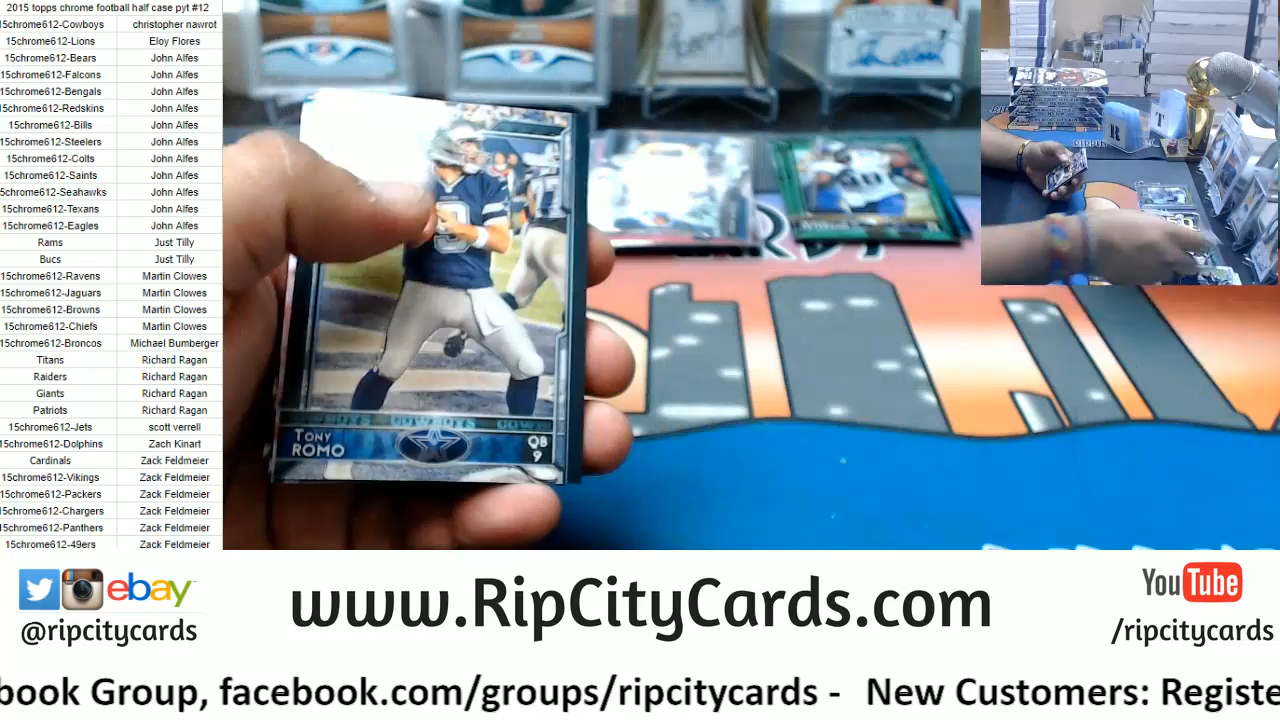 2015 topps chrome football half case pyt #12
15chrome612-Cowboys christopher nawrot
15chrome612-Lions Eloy Flores
15chrome612-Bears John Alfes
15chrome612-Falcons John Alfes
15chrome612-Bengals John Alfes
15chrome612-Redskins John Alfes
15chrome612-Bills John Alfes
15chrome612-Steelers John Alfes
15chrome612-Colts John Alfes
15chrome612-Saints John Alfes
15chrome612-Seahawks John Alfes
15chrome612-Texans John Alfes
15chrome612-Eagles John Alfes
Rams Just Tilly
Bucs Just Tilly
15chrome612-Ravens Martin Clowes
15chrome612-Jaguars Martin Clowes
15chrome612-Browns Martin Clowes
15chrome612-Chiefs Martin Clowes
15chrome612-Broncos Michael Bumberger
Titans Richard Ragan
Raiders Richard Ragan
Giants Richard Ragan
Patriots Richard Ragan
15chrome612-Jets scott verrell
15chrome612-Dolphins Zach Kinart
Cardinals Zack Feldmeier
15chrome612-Vikings Zack Feldmeier
15chrome612-Packers Zack Feldmeier
15chrome612-Chargers Zack Feldmeier
15chrome612-Panthers Zack Feldmeier
15chrome612-49ers Zack Feldmeier
COWBOYS
TONY ROMO
QB
9
R
T
ebay
@ripcitycards
www.RipCityCards.com
YouTube
/ripcitycards
book Group, facebook.com/groups/ripcitycards - New Customers: Registe